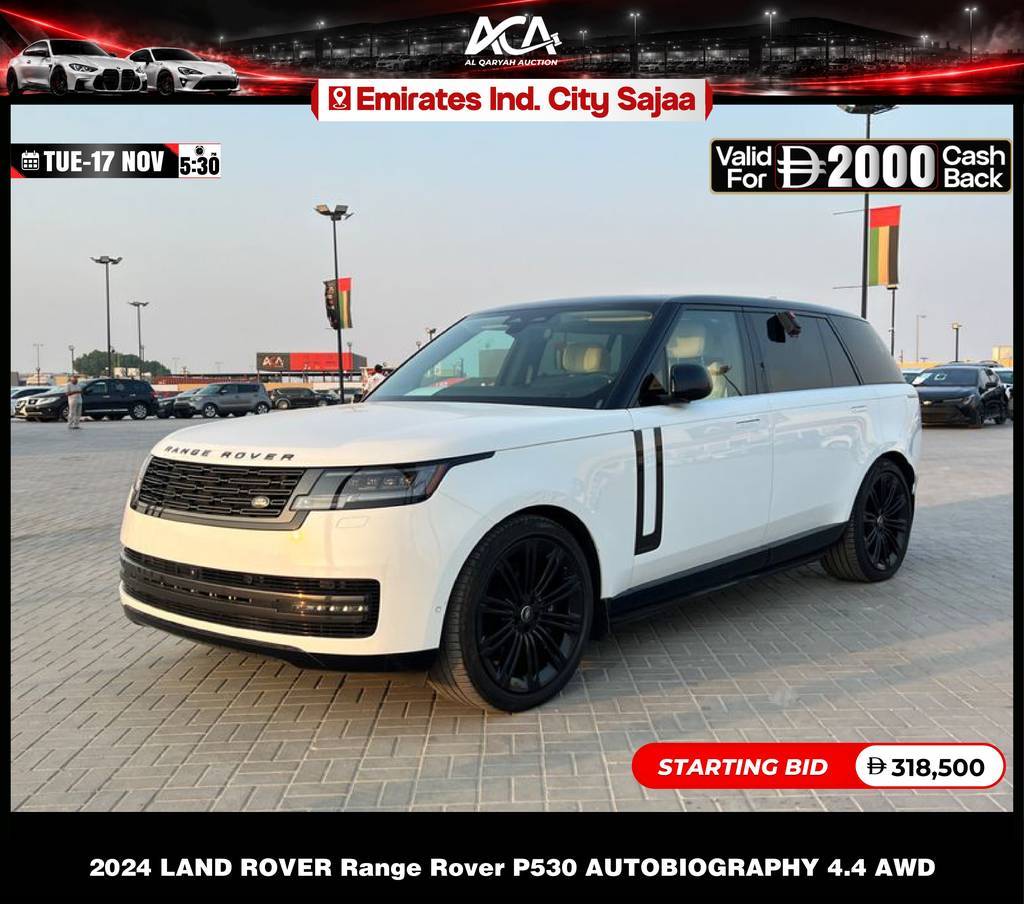 ACA
AL QARYAH AUCTION
Emirates Ind. City Sajaa
TUE-17 NOV 5:30
Valid For 2000 Cash Back
RANGE ROVER
STARTING BID 318,500
2024 LAND ROVER Range Rover P530 AUTOBIOGRAPHY 4.4 AWD